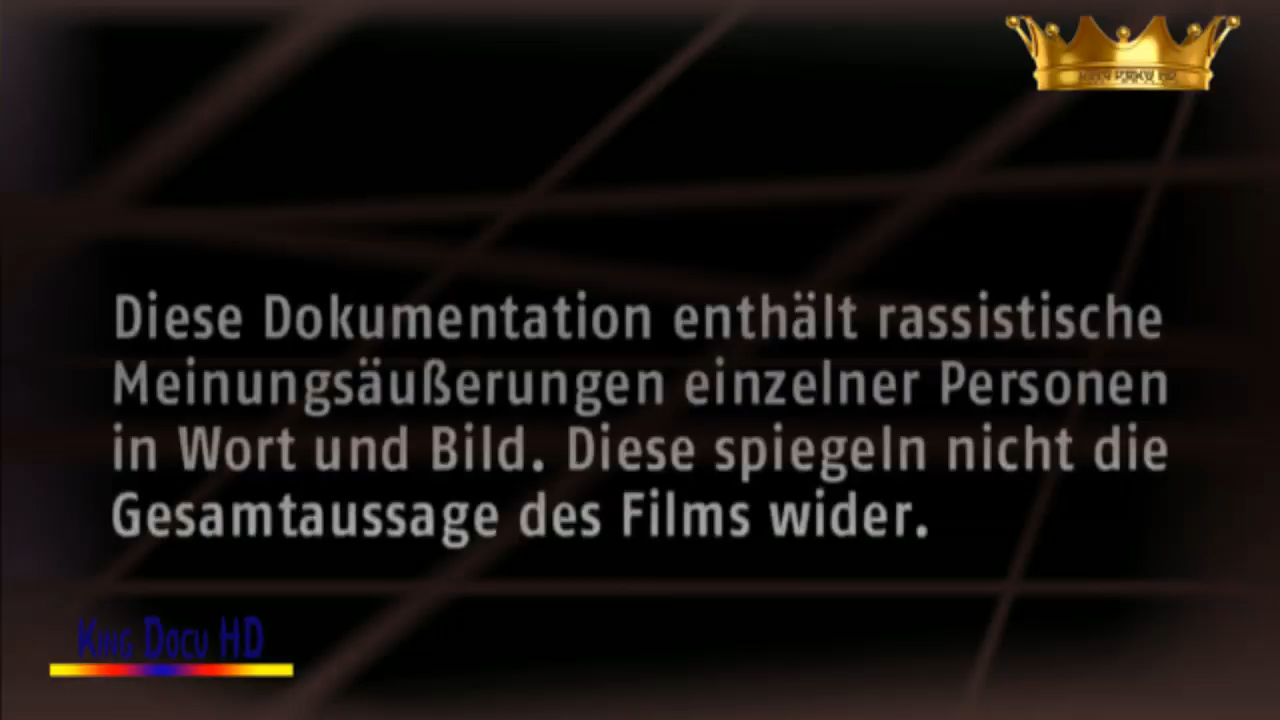 Diese Dokumentation enthält rassistische
Meinungsäußerungen einzelner Personen
in Wort und Bild. Diese spiegeln nicht die
Gesamtaussage des Films wider.
King Docu HD